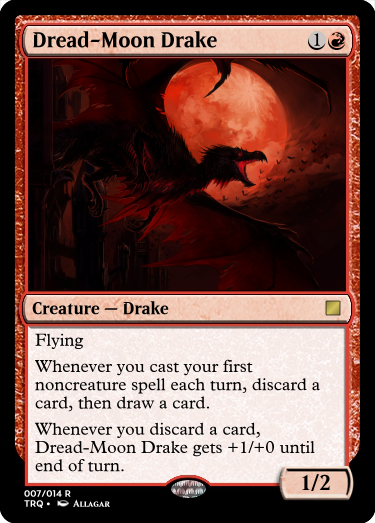 Dread-Moon Drake 1
Creature — Drake
Flying
Whenever you cast your first
noncreature spell each turn, discard a
card, then draw a card.
Whenever you discard a card,
Dread-Moon Drake gets +1/+0 until
end of turn.
1/2
007/014 R
TRQ • Allagar